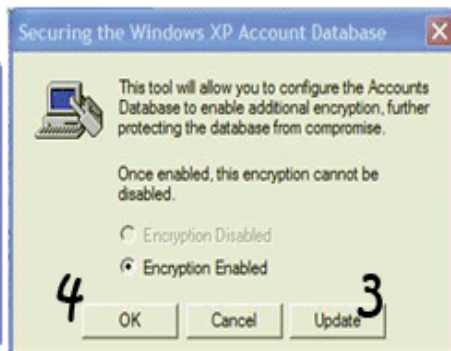 Securing the Windows XP Account Database
This tool will allow you to configure the Accounts
Database to enable additional encryption, further
protecting the database from compromise.
Once enabled, this encryption cannot be
disabled.
Encryption Disabled
Encryption Enabled
4 3
OK Cancel Update